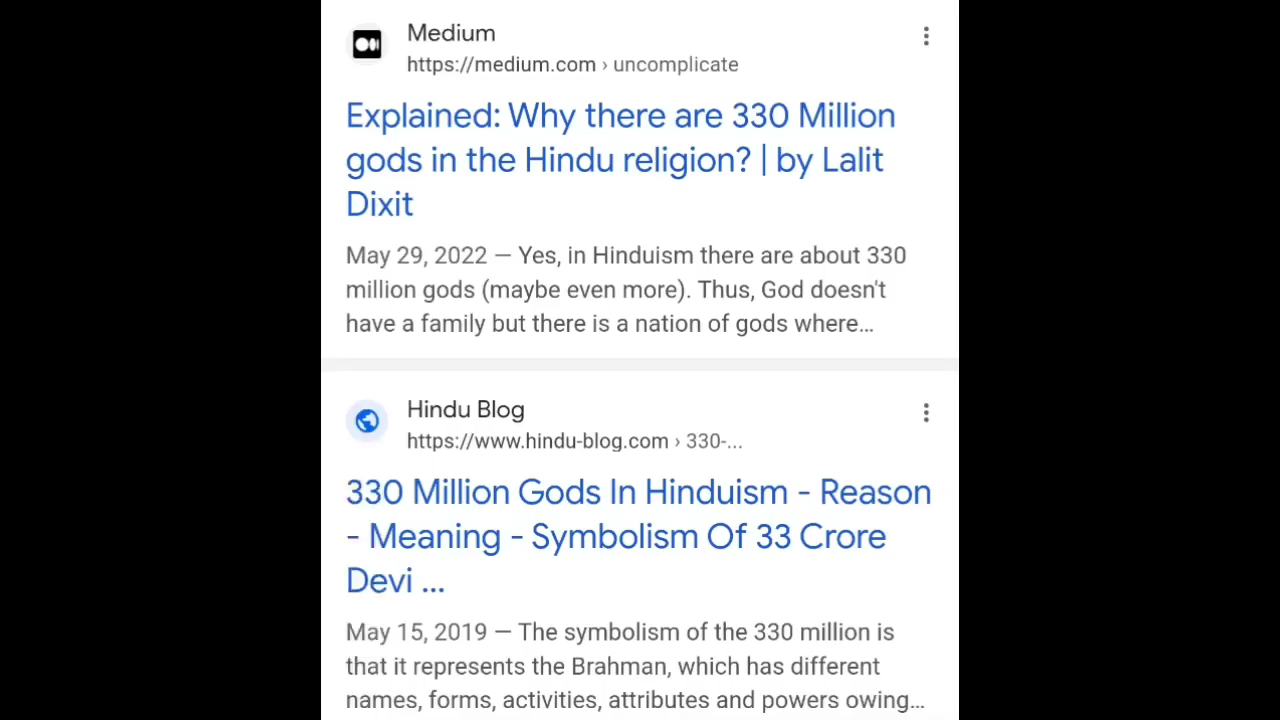 Medium
https://medium.com › uncomplicate
Explained: Why there are 330 Million
gods in the Hindu religion? | by Lalit
Dixit
May 29, 2022 — Yes, in Hinduism there are about 330
million gods (maybe even more). Thus, God doesn't
have a family but there is a nation of gods where...
Hindu Blog
https://www.hindu-blog.com › 330-...
330 Million Gods In Hinduism - Reason
- Meaning - Symbolism Of 33 Crore
Devi ...
May 15, 2019 — The symbolism of the 330 million is
that it represents the Brahman, which has different
names, forms, activities, attributes and powers owing...